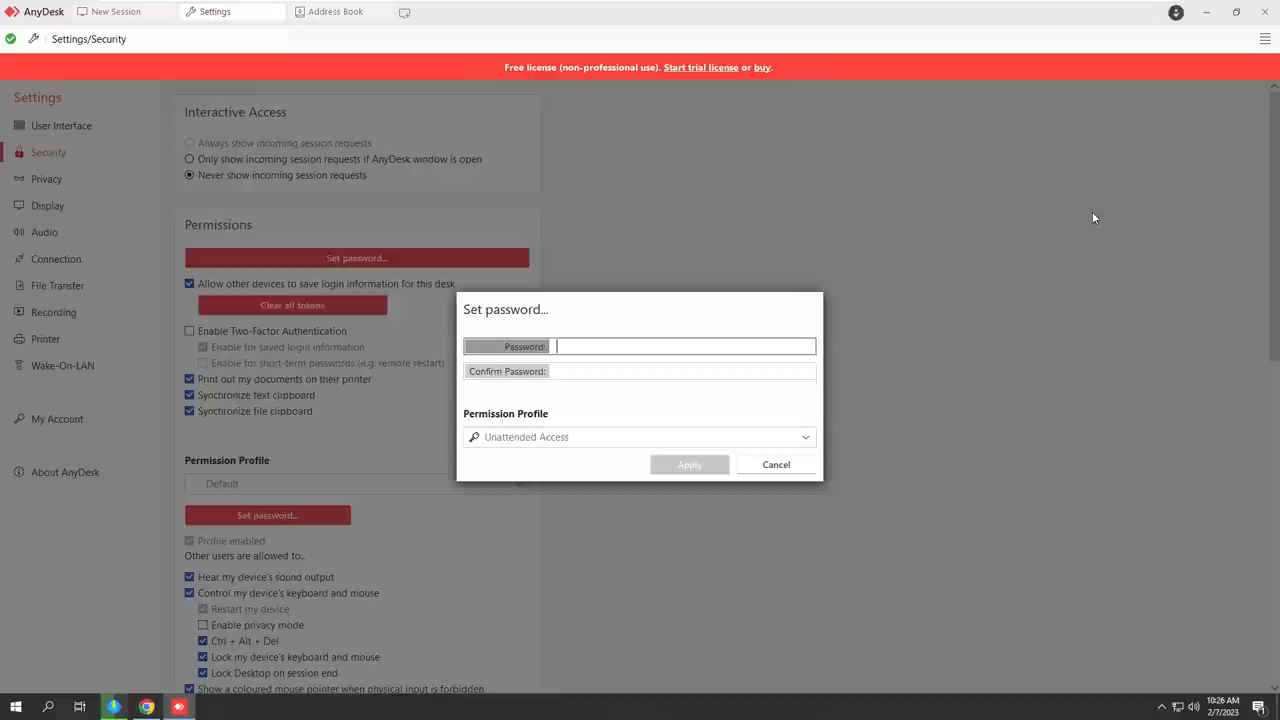 AnyDesk
New Session
Settings
Address Book
Settings/Security
Free license (non-professional use). Start trial license or buy.
Settings
User Interface
Security
Privacy
Display
Audio
Connection
File Transfer
Recording
Printer
Wake-On-LAN
My Account
About AnyDesk
Interactive Access
Always show incoming session requests
Only show incoming session requests if AnyDesk window is open
Never show incoming session requests
Permissions
Set password...
Allow other devices to save login information for this desk
Clear all tokens
Enable Two-Factor Authentication
Enable for saved login information
Enable for short-term passwords (e.g. remote restart)
Print out my documents on their printer
Synchronize text clipboard
Synchronize file clipboard
Permission Profile
Default
Set password...
Profile enabled
Other users are allowed to...
Hear my device's sound output
Control my device's keyboard and mouse
Restart my device
Enable privacy mode
Ctrl + Alt + Del
Lock my device's keyboard and mouse
Lock Desktop on session end
Show a coloured mouse pointer when physical input is forbidden
Set password...
Password:
Confirm Password:
Permission Profile
Unattended Access
Apply
Cancel
10:26 AM
2/7/2023